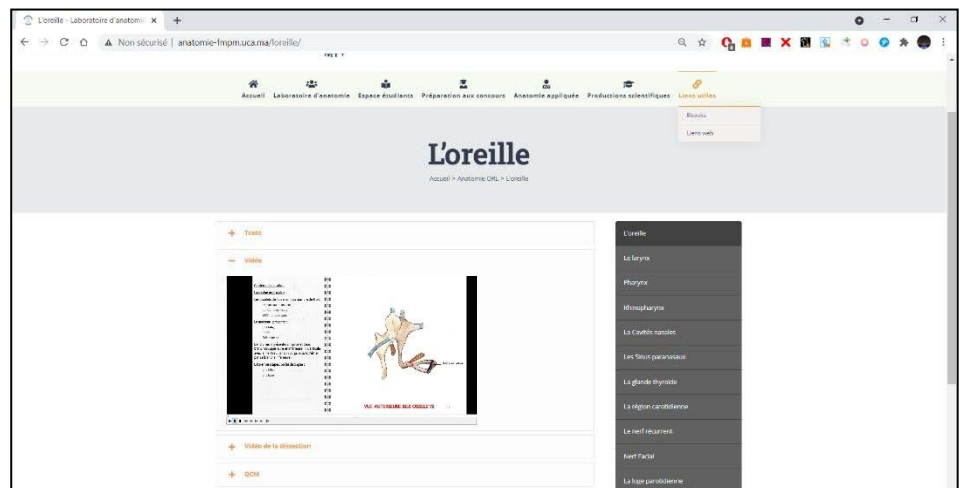 L'oreille - Laboratoire d'anatomi
Non sécurisé | anatomie-fmpm.uca.ma/loreille/
Accueil Laboratoire d'anatomie Espace étudiants Préparation aux concours Anatomie appliquée Productions scientifiques Liens utiles
Ebooks
Liens web
L'oreille
Accueil > Anatomie ORL > L'oreille
Texte
Vidéo
VUE ANTERIEURE DES OSSELETS
Vidéo de la dissection
QCM
L'oreille
Le larynx
Pharynx
Rhinopharynx
La Cavités nasales
Les Sinus paranasaux
La glande thyroïde
La région carotidienne
Le nerf récurrent
Nerf Facial
La loge parotidienne